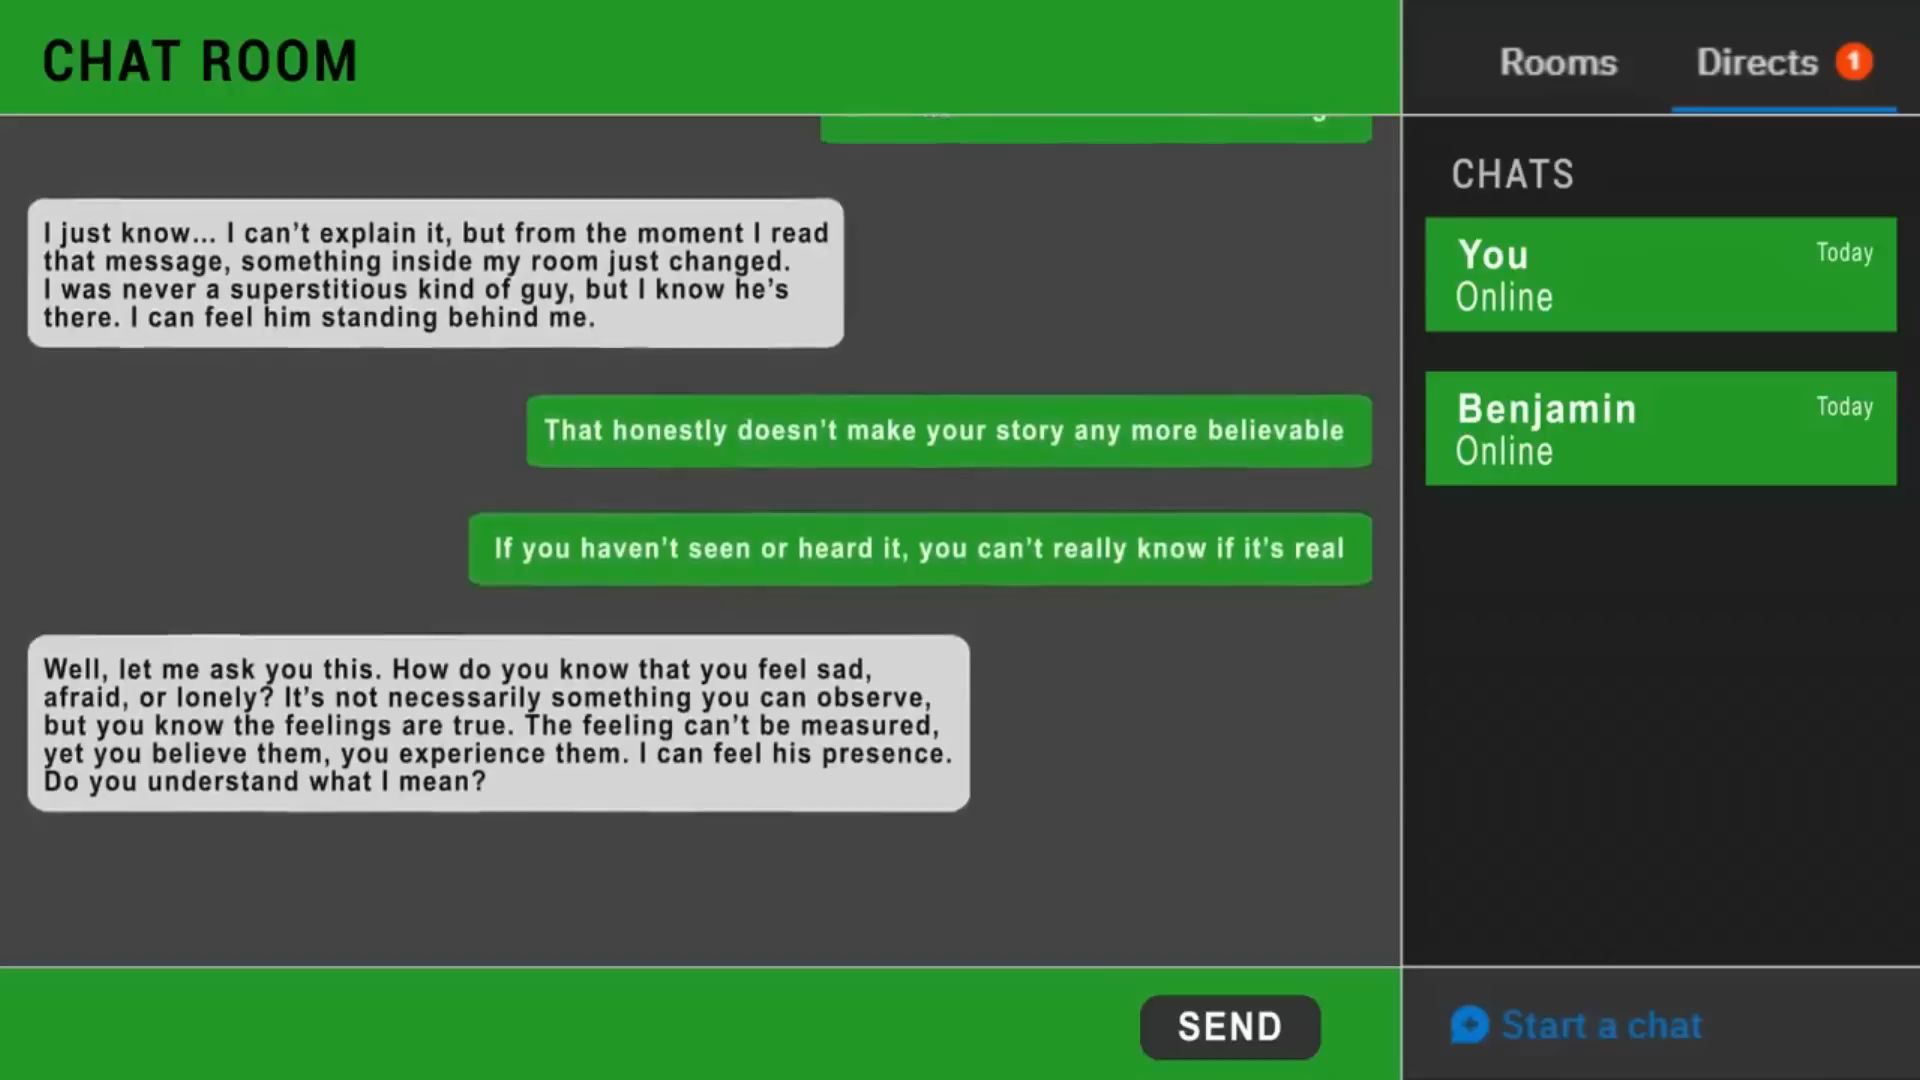 CHAT ROOM
Rooms
Directs 1
CHATS
You
Today
Online
Benjamin
Today
Online
I just know... I can't explain it, but from the moment I read
that message, something inside my room just changed.
I was never a superstitious kind of guy, but I know he's
there. I can feel him standing behind me.
That honestly doesn't make your story any more believable
If you haven't seen or heard it, you can't really know if it's real
Well, let me ask you this. How do you know that you feel sad,
afraid, or lonely? It's not necessarily something you can observe,
but you know the feelings are true. The feeling can't be measured,
yet you believe them, you experience them. I can feel his presence.
Do you understand what I mean?
SEND
Start a chat